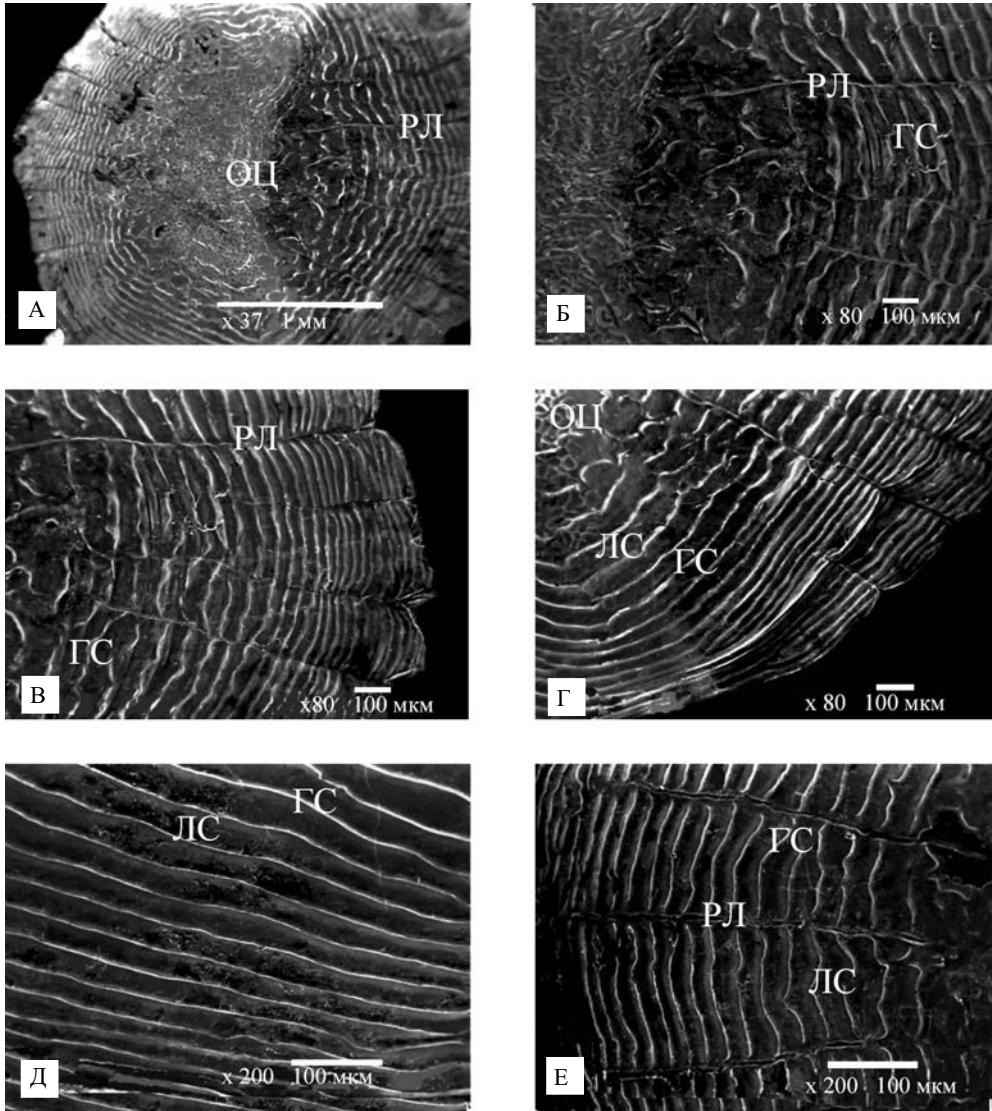 РЛ
ОЦ
А
х 37 1 мм
РЛ
ГС
Б
х 80 100 мкм
РЛ
ГС
В
х80 100 мкм
ОЦ
ЛС
ГС
Г
х 80 100 мкм
ГС
ЛС
Д
х 200 100 мкм
ГС
РЛ
ЛС
Е
х 200 100 мкм